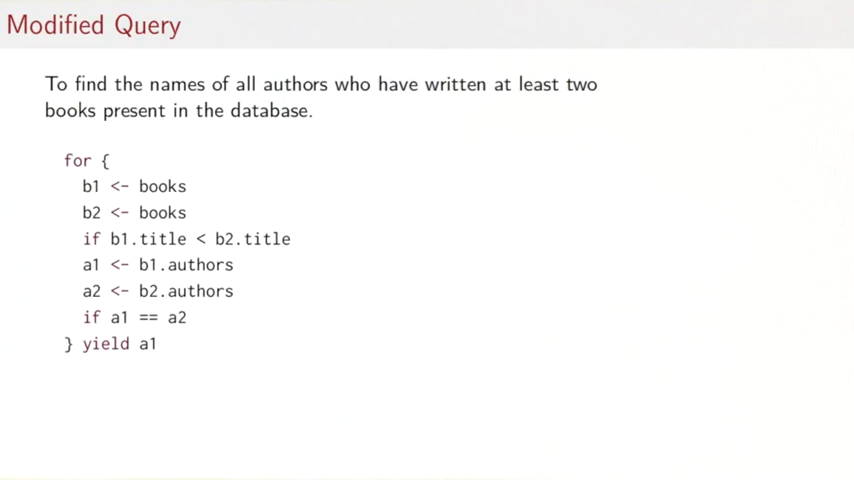 Modified Query
To find the names of all authors who have written at least two
books present in the database.
for {
  b1 <- books
  b2 <- books
  if b1.title < b2.title
  a1 <- b1.authors
  a2 <- b2.authors
  if a1 == a2
} yield a1